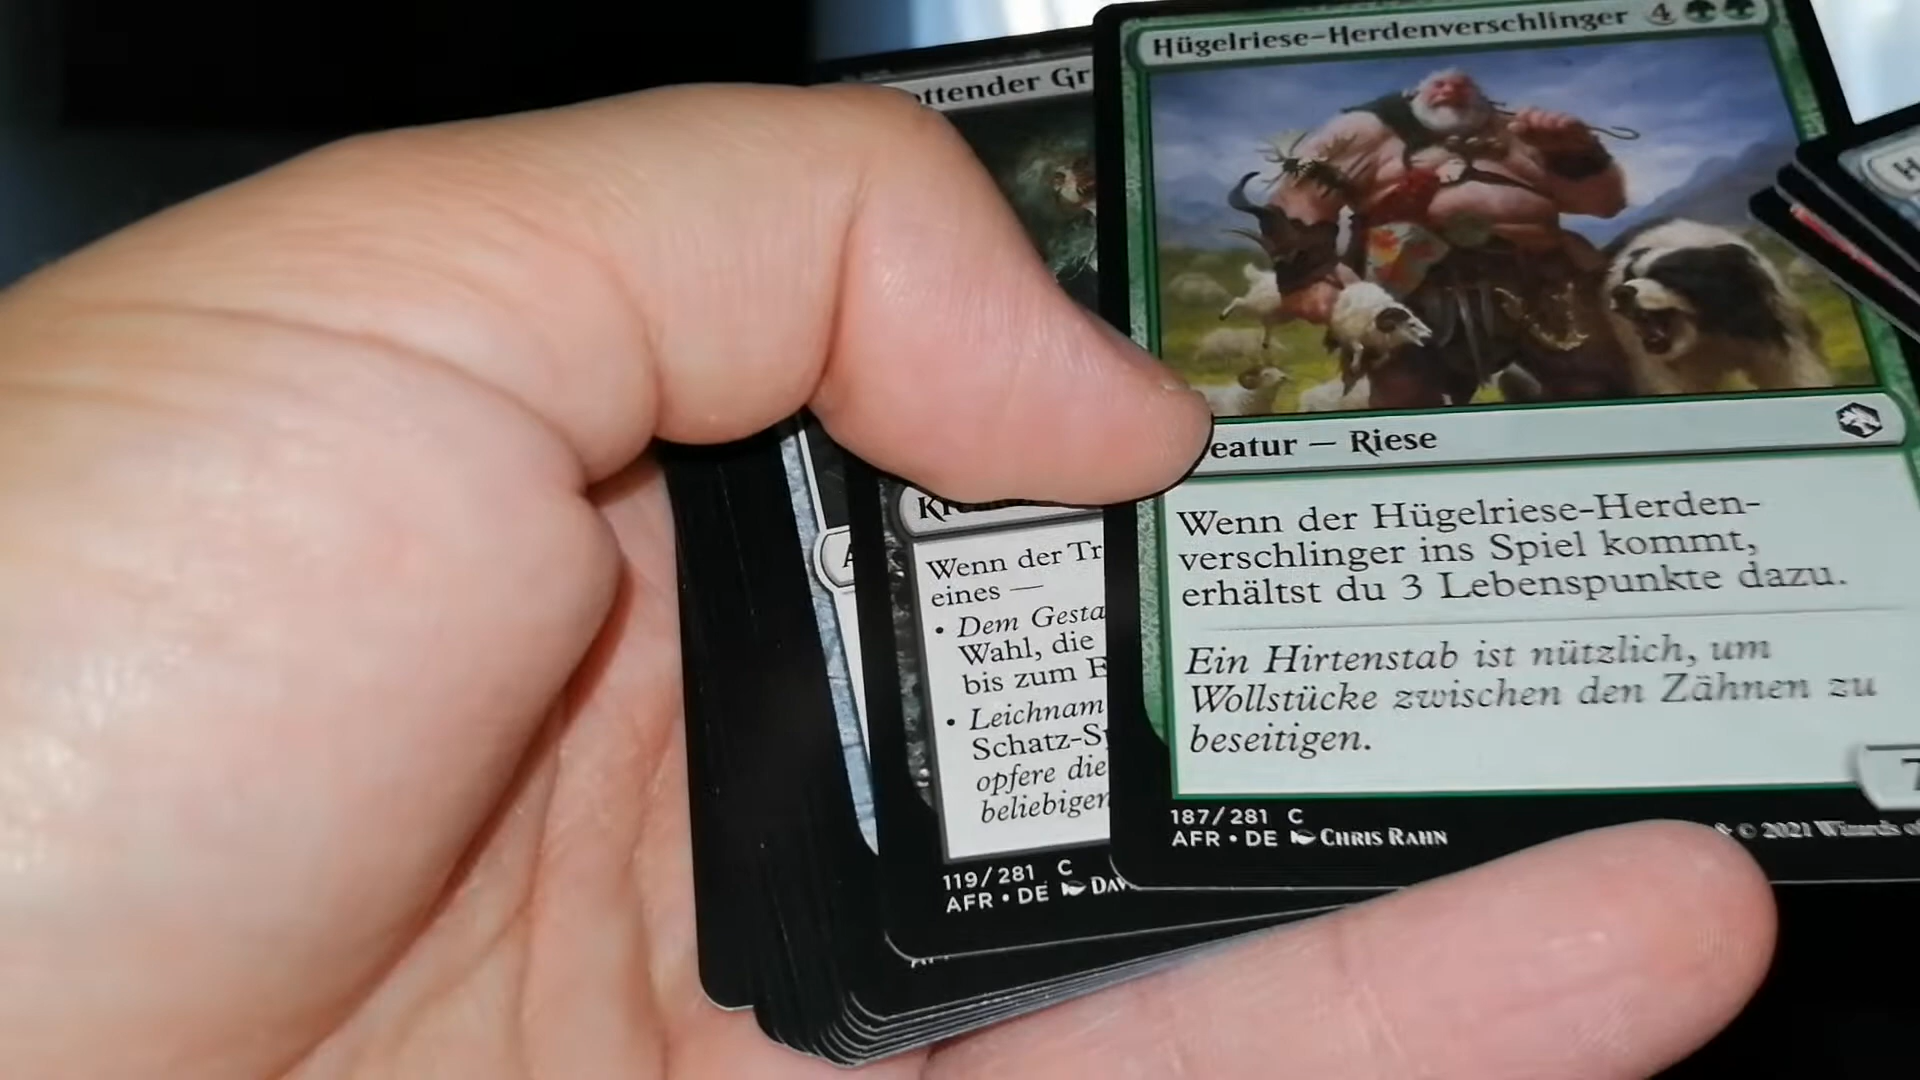 Hügelriese-Herdenverschlinger 4
ttender Gr
eatur — Riese
Wenn der Hügelriese-Herden-
verschlinger ins Spiel kommt,
erhältst du 3 Lebenspunkte dazu.
Ein Hirtenstab ist nützlich, um
Wollstücke zwischen den Zähnen zu
beseitigen.
7
187/281 C
AFR • DE Chris Rahn
© 2021 Wizards of
Wenn der Tr
eines —
• Dem Gesta
Wahl, die
bis zum E
• Leichnam
Schatz-Sp
opfere die
beliebigen
119/281 C
AFR • DE Dav
H